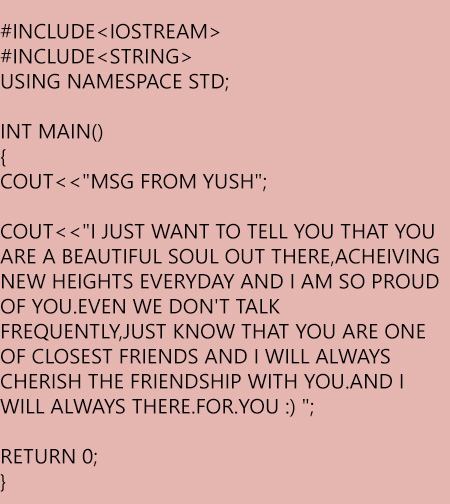 #INCLUDE<IOSTREAM>
#INCLUDE<STRING>
USING NAMESPACE STD;
INT MAIN()
{
COUT<<"MSG FROM YUSH";
COUT<<"I JUST WANT TO TELL YOU THAT YOU
ARE A BEAUTIFUL SOUL OUT THERE,ACHEIVING
NEW HEIGHTS EVERYDAY AND I AM SO PROUD
OF YOU.EVEN WE DON'T TALK
FREQUENTLY,JUST KNOW THAT YOU ARE ONE
OF CLOSEST FRIENDS AND I WILL ALWAYS
CHERISH THE FRIENDSHIP WITH YOU.AND I
WILL ALWAYS THERE.FOR.YOU :) ";
RETURN 0;
}